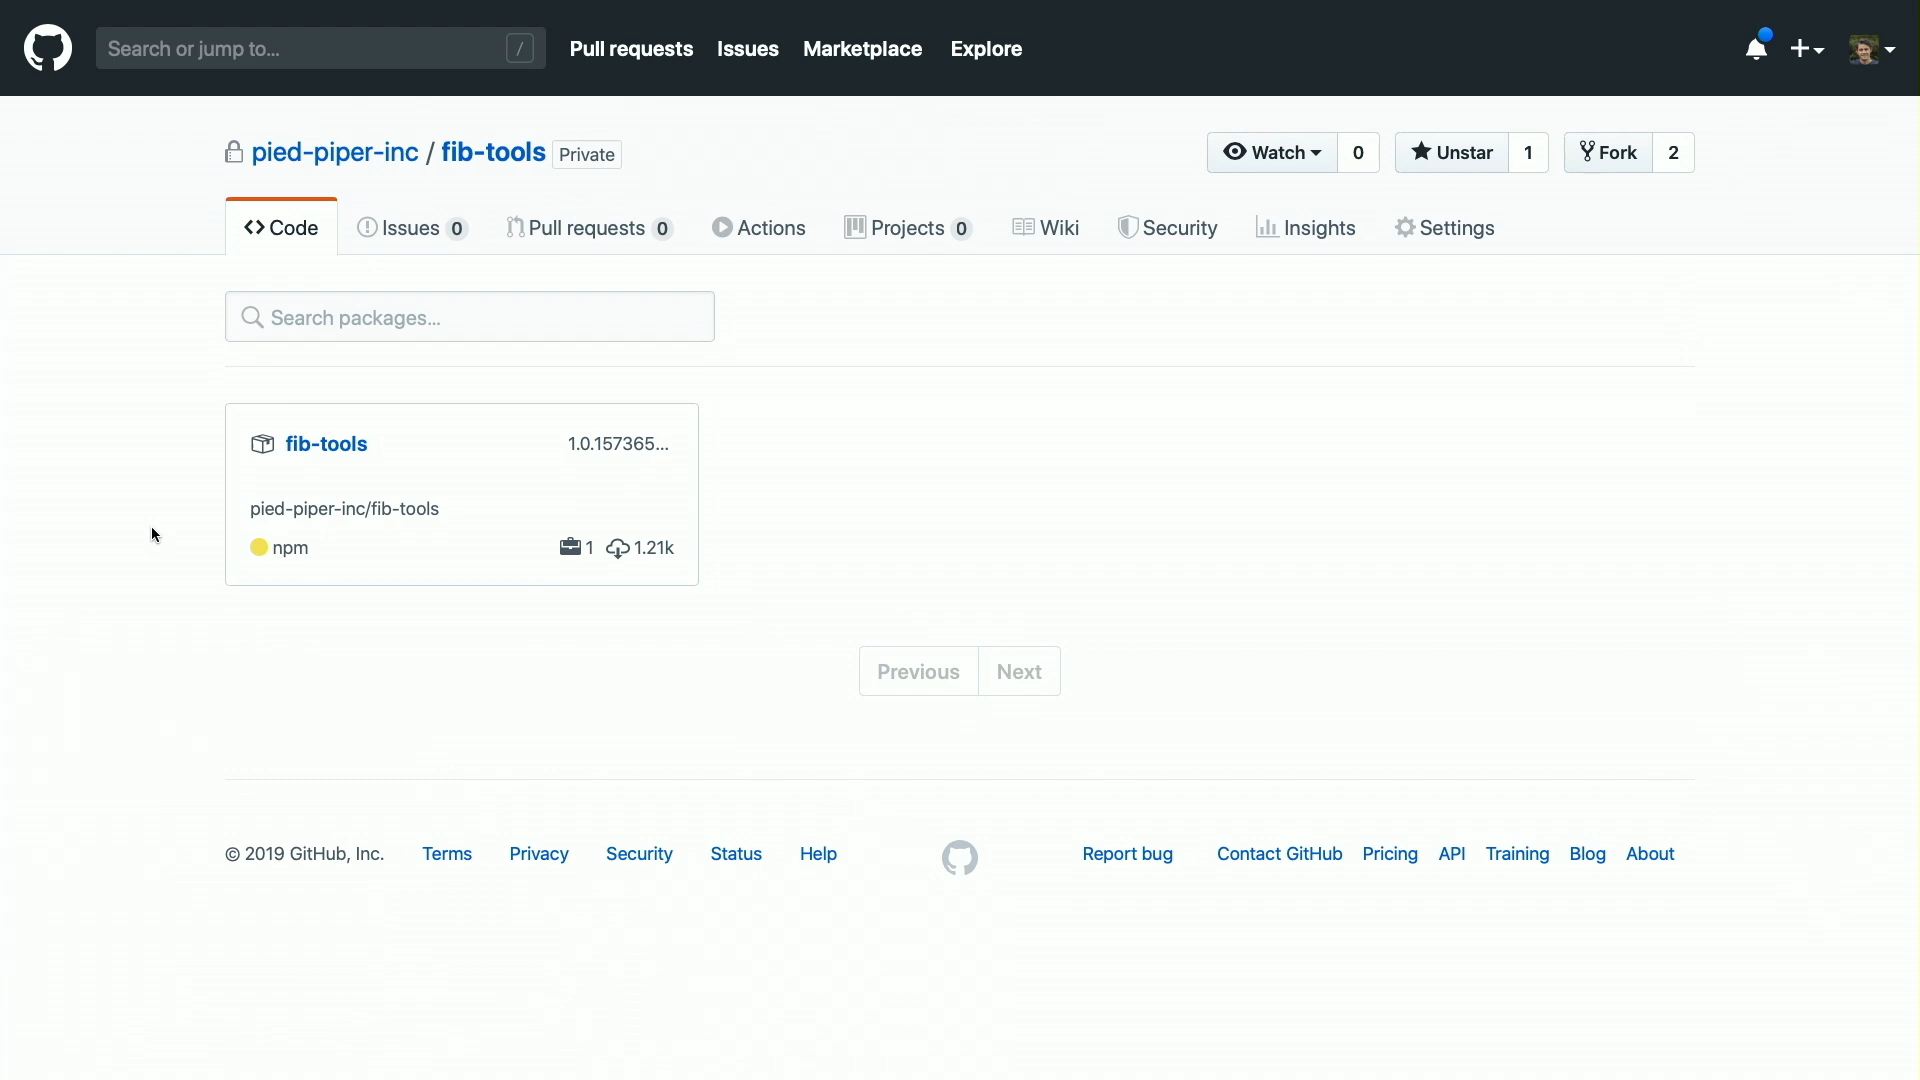 Search or jump to... /
Pull requests Issues Marketplace Explore
pied-piper-inc / fib-tools Private
Watch 0 Unstar 1 Fork 2
Code Issues 0 Pull requests 0 Actions Projects 0 Wiki Security Insights Settings
Search packages...
fib-tools 1.0.157365...
pied-piper-inc/fib-tools
npm 1 1.21k
Previous Next
© 2019 GitHub, Inc. Terms Privacy Security Status Help Report bug Contact GitHub Pricing API Training Blog About